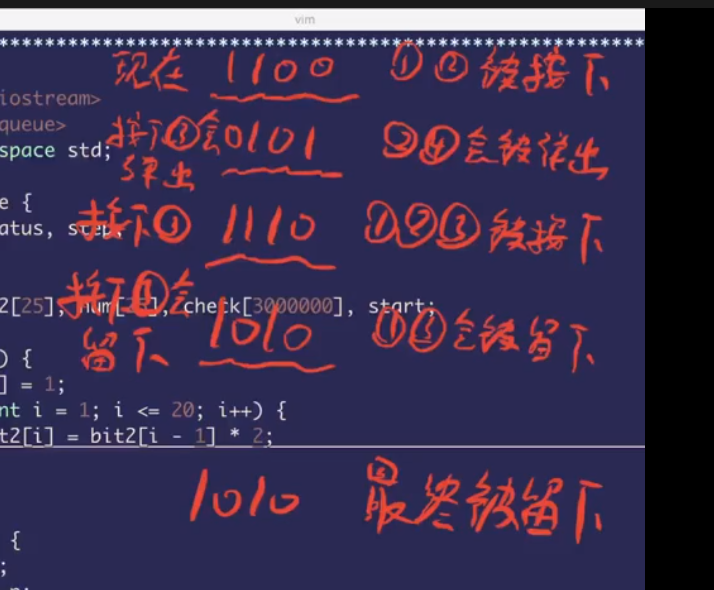 vim
********************************************************
现在 1100 ①②被按下
iostream>
queue>
按下③会弹出 0101 ②④会被弹出
space std;
e {
atus, step;
按下③ 1110 ①②③被按下
按下③会留下 1010 ①③会被留下
2[25], num[25], check[3000000], start;
) {
] = 1;
nt i = 1; i <= 20; i++) {
t2[i] = bit2[i - 1] * 2;
1010 最终被留下
{
;